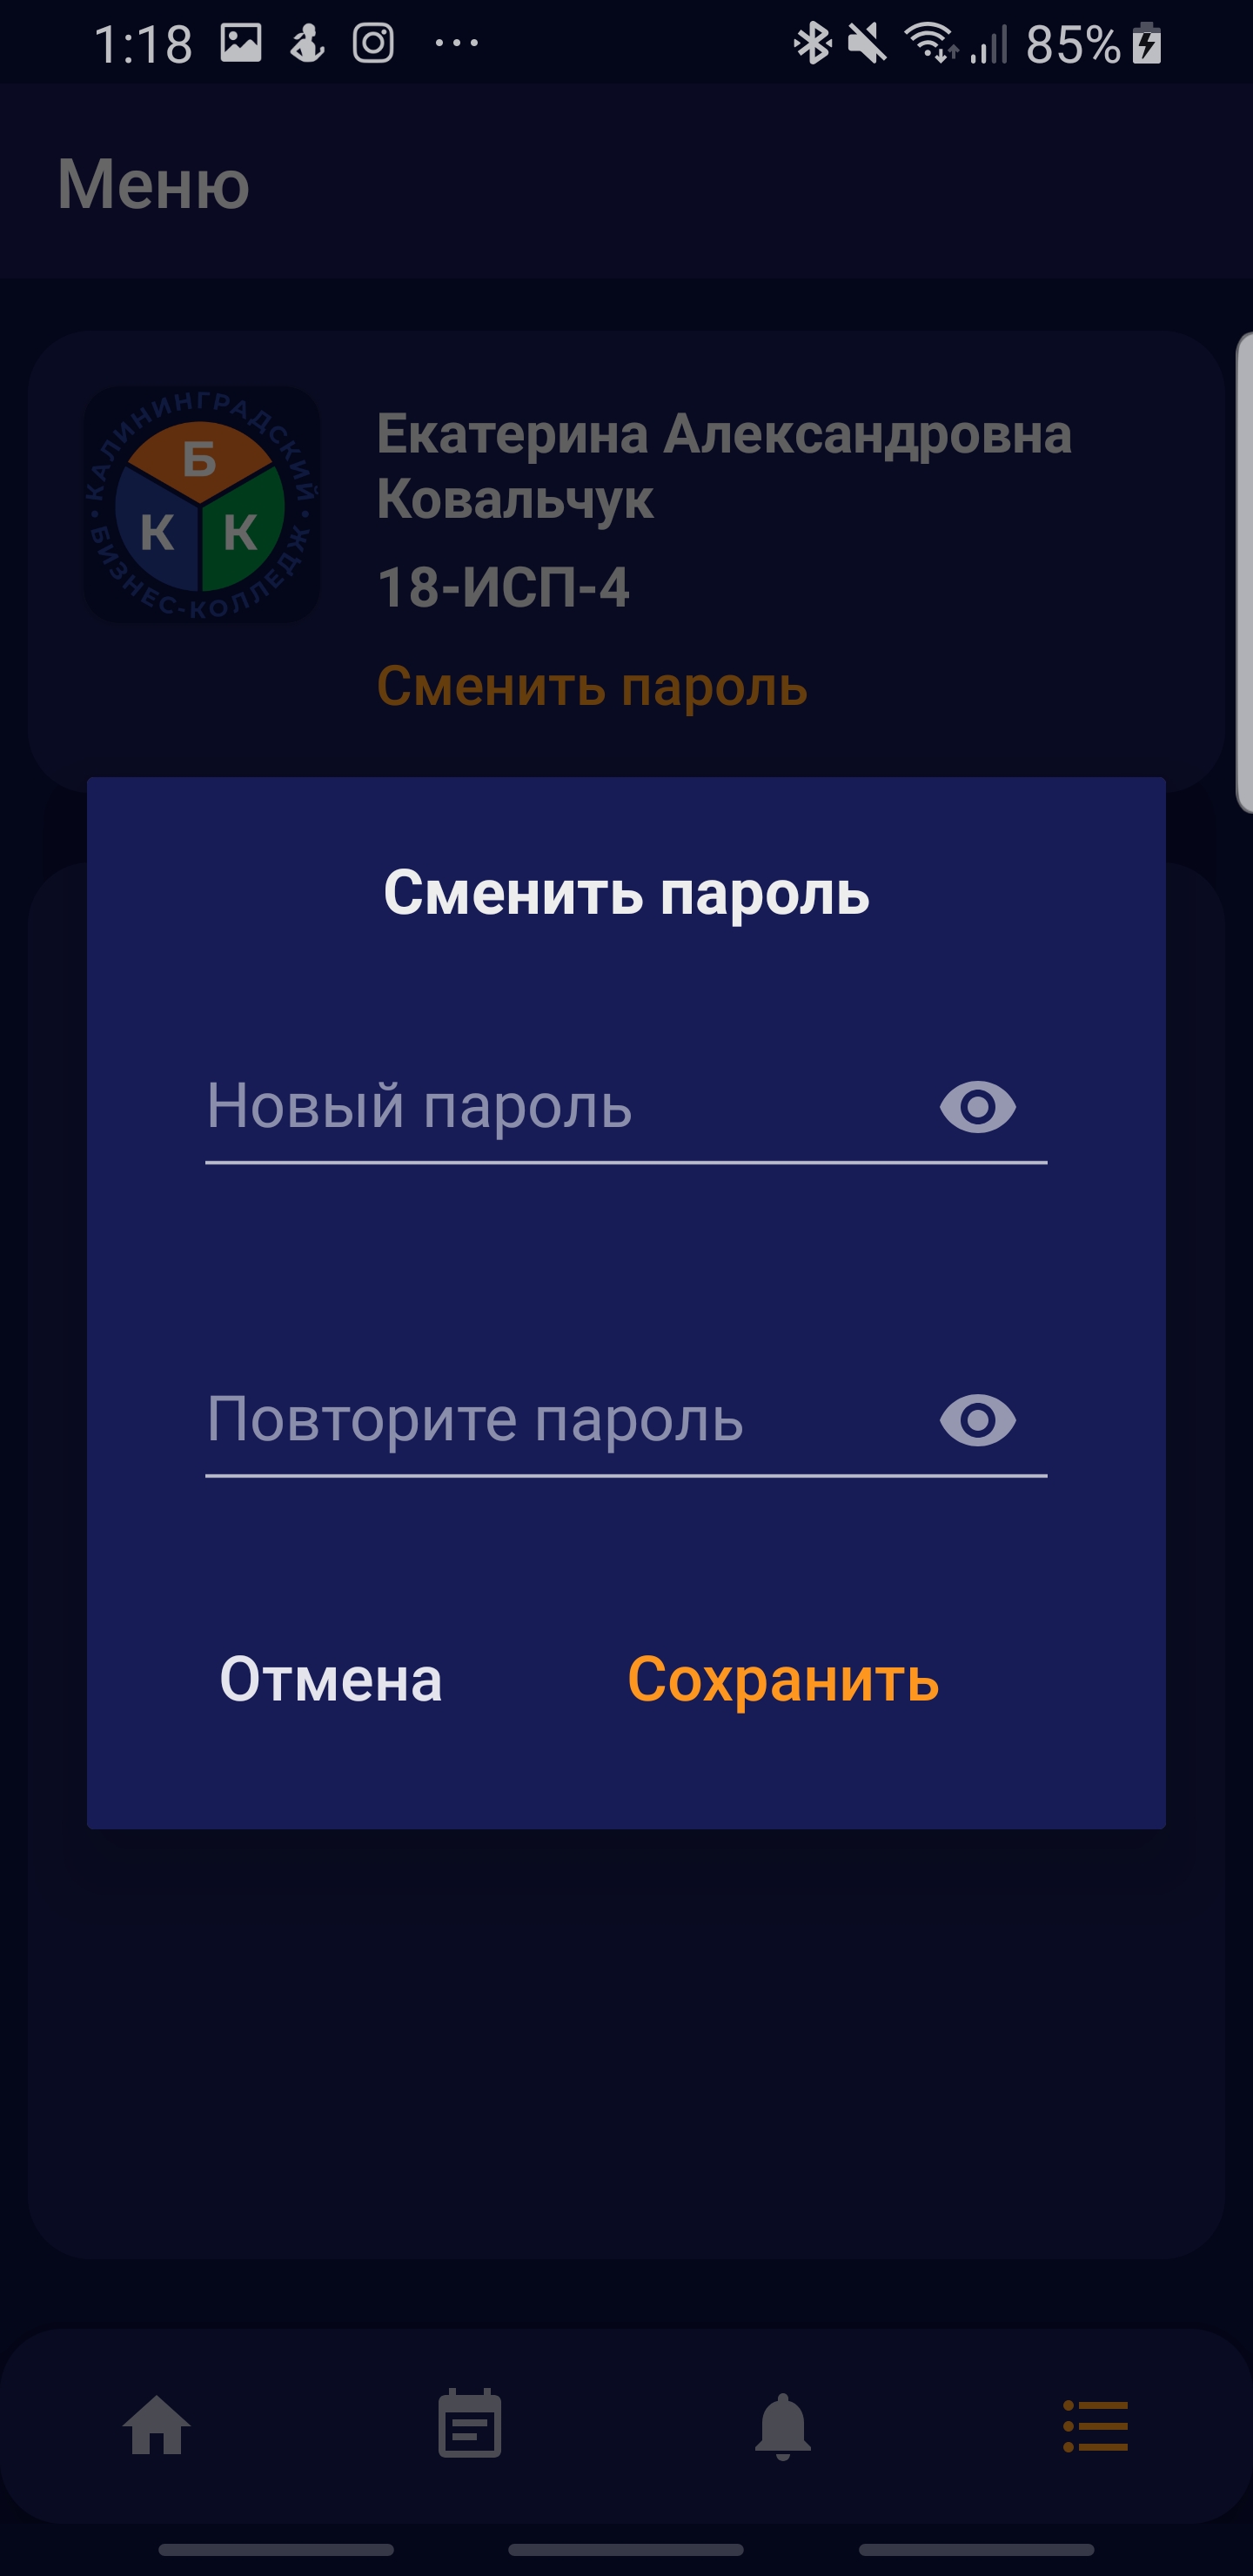 1:18
85%
Меню
КАЛИНИНГРАДСКИЙ
• БИЗНЕС-КОЛЛЕДЖ •
Б
К К
Екатерина Александровна
Ковальчук
18-ИСП-4
Сменить пароль
Сменить пароль
Новый пароль
Повторите пароль
Отмена Сохранить